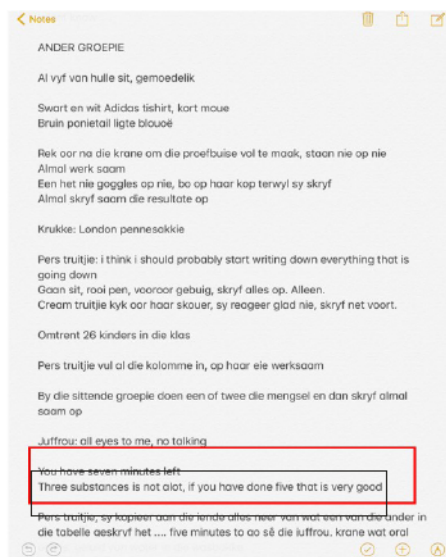 Notes
ANDER GROEPIE
Al vyf van hulle sit, gemoedelik
Swart en wit Adidas tishirt, kort moue
Bruin ponietail ligte blouoë
Rek oor na die krane om die proefbuise vol te maak, staan nie op nie
Almal werk saam
Een het nie goggles op nie, bo op haar kop terwyl sy skryf
Almal skryf saam die resultate op
Krukke: London pennesakkie
Pers truitjie: i think i should probably start writing down everything that is
going down
Gaan sit, rooi pen, vooroor gebuig, skryf alles op. Alleen.
Cream truitjie kyk oor haar skouer, sy reageer glad nie, skryf net voort.
Omtrent 26 kinders in die klas
Pers truitjie vul al die kolomme in, op haar eie werksaam
By die sittende groepie doen een of twee die mengsel en dan skryf almal
saam op
Juffrou: all eyes to me, no talking
You have seven minutes left
Three substances is not alot, if you have done five that is very good
Pers truitjie, sy kopieer aan die iende alles neer van wat een van die ander in
die tabelle geskryf het .... five minutes to go sê die juffrou, krane wat oral